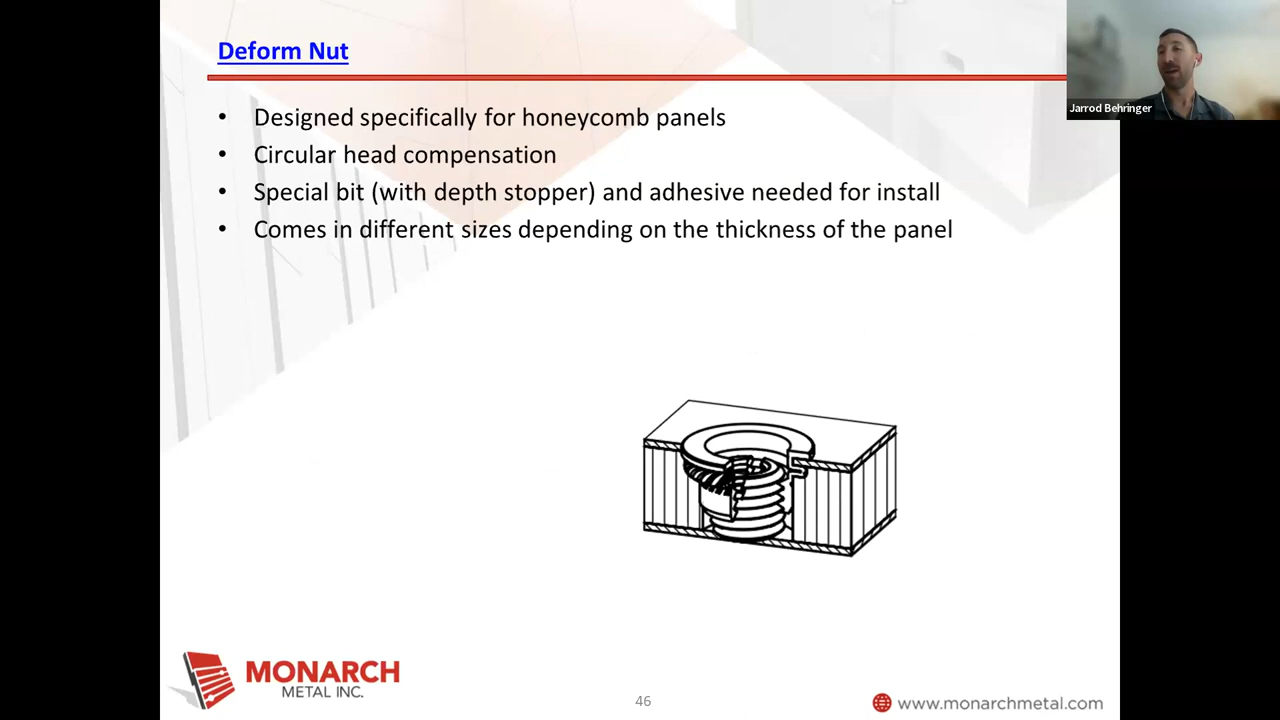 Deform Nut
Jarrod Behringer
• Designed specifically for honeycomb panels
• Circular head compensation
• Special bit (with depth stopper) and adhesive needed for install
• Comes in different sizes depending on the thickness of the panel
MONARCH
METAL INC.
46
www.monarchmetal.com